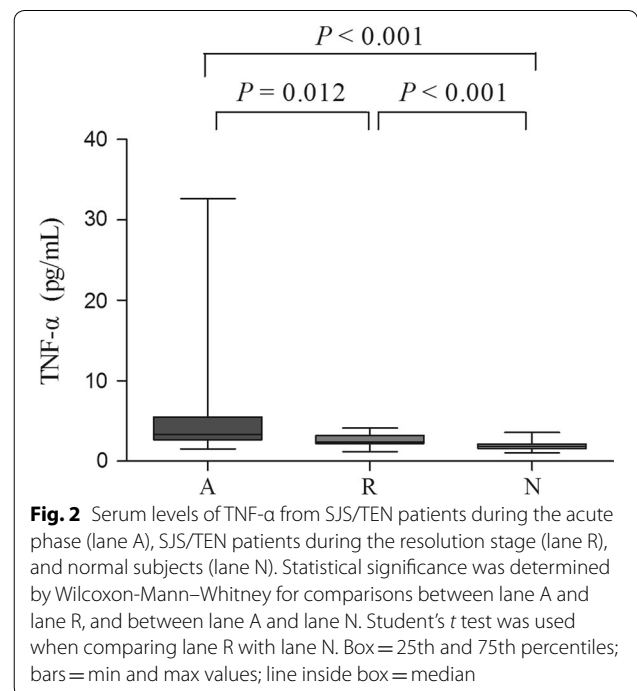 P < 0.001
P = 0.012
P < 0.001
40
30
20
10
0
TNF-α (pg/mL)
A
R
N
Fig. 2 Serum levels of TNF-α from SJS/TEN patients during the acute
phase (lane A), SJS/TEN patients during the resolution stage (lane R),
and normal subjects (lane N). Statistical significance was determined
by Wilcoxon-Mann–Whitney for comparisons between lane A and
lane R, and between lane A and lane N. Student's t test was used
when comparing lane R with lane N. Box = 25th and 75th percentiles;
bars = min and max values; line inside box = median